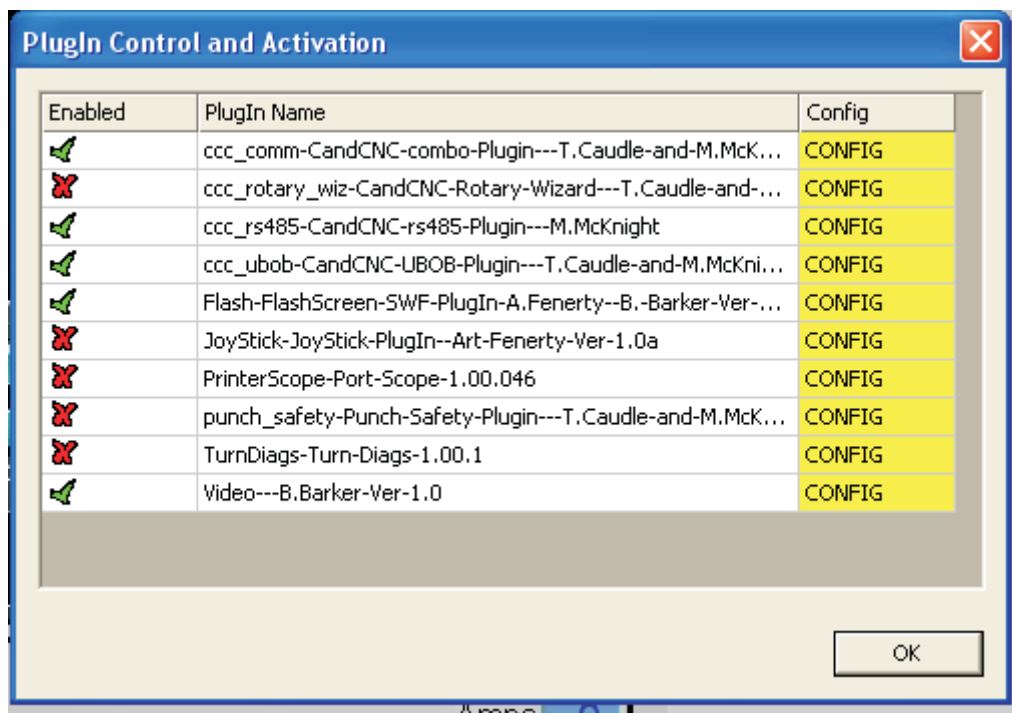 PlugIn Control and Activation
Enabled PlugIn Name Config
ccc_comm-CandCNC-combo-Plugin---T.Caudle-and-M.McK... CONFIG
ccc_rotary_wiz-CandCNC-Rotary-Wizard---T.Caudle-and-... CONFIG
ccc_rs485-CandCNC-rs485-Plugin---M.McKnight CONFIG
ccc_ubob-CandCNC-UBOB-Plugin---T.Caudle-and-M.McKni... CONFIG
Flash-FlashScreen-SWF-PlugIn-A.Fenerty--B.-Barker-Ver-... CONFIG
JoyStick-JoyStick-PlugIn--Art-Fenerty-Ver-1.0a CONFIG
PrinterScope-Port-Scope-1.00.046 CONFIG
punch_safety-Punch-Safety-Plugin---T.Caudle-and-M.McK... CONFIG
TurnDiags-Turn-Diags-1.00.1 CONFIG
Video---B.Barker-Ver-1.0 CONFIG
OK